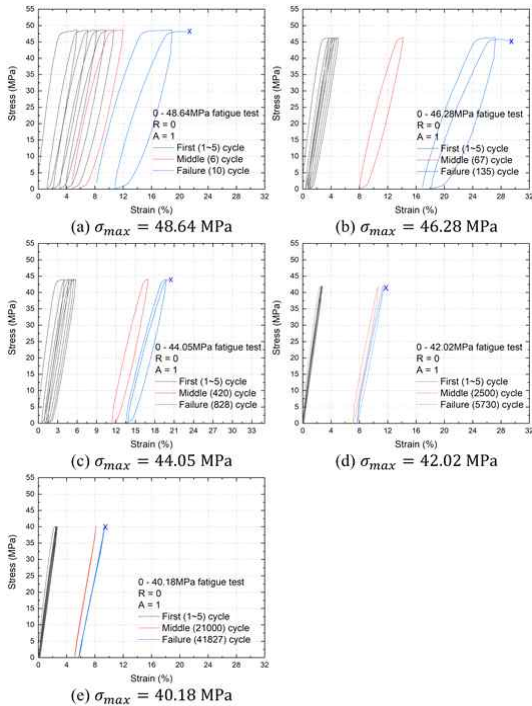 Stress (MPa)
55
50
45
40
35
30
25
20
15
10
5
0
X
0 - 48.64MPa fatigue test
R = 0
A = 1
First (1~5) cycle
Middle (6) cycle
Failure (10) cycle
0 4 8 12 16 20 24 28 32
Strain (%)
(a) σmax = 48.64 MPa
Stress (MPa)
55
50
45
40
35
30
25
20
15
10
5
0
X
0 - 46.28MPa fatigue test
R = 0
A = 1
First (1~5) cycle
Middle (67) cycle
Failure (135) cycle
0 4 8 12 16 20 24 28 32
Strain (%)
(b) σmax = 46.28 MPa
Stress (MPa)
55
50
45
40
35
30
25
20
15
10
5
0
X
0 - 44.05MPa fatigue test
R = 0
A = 1
First (1~5) cycle
Middle (420) cycle
Failure (828) cycle
0 3 6 9 12 15 18 21 24 27 30 33
Strain (%)
(c) σmax = 44.05 MPa
Stress (MPa)
55
50
45
40
35
30
25
20
15
10
5
0
X
0 - 42.02MPa fatigue test
R = 0
A = 1
First (1~5) cycle
Middle (2500) cycle
Failure (5730) cycle
0 4 8 12 16 20 24 28 32
Strain (%)
(d) σmax = 42.02 MPa
Stress (MPa)
55
50
45
40
35
30
25
20
15
10
5
0
X
0 - 40.18MPa fatigue test
R = 0
A = 1
First (1~5) cycle
Middle (21000) cycle
Failure (41827) cycle
0 4 8 12 16 20 24 28 32
Strain (%)
(e) σmax = 40.18 MPa